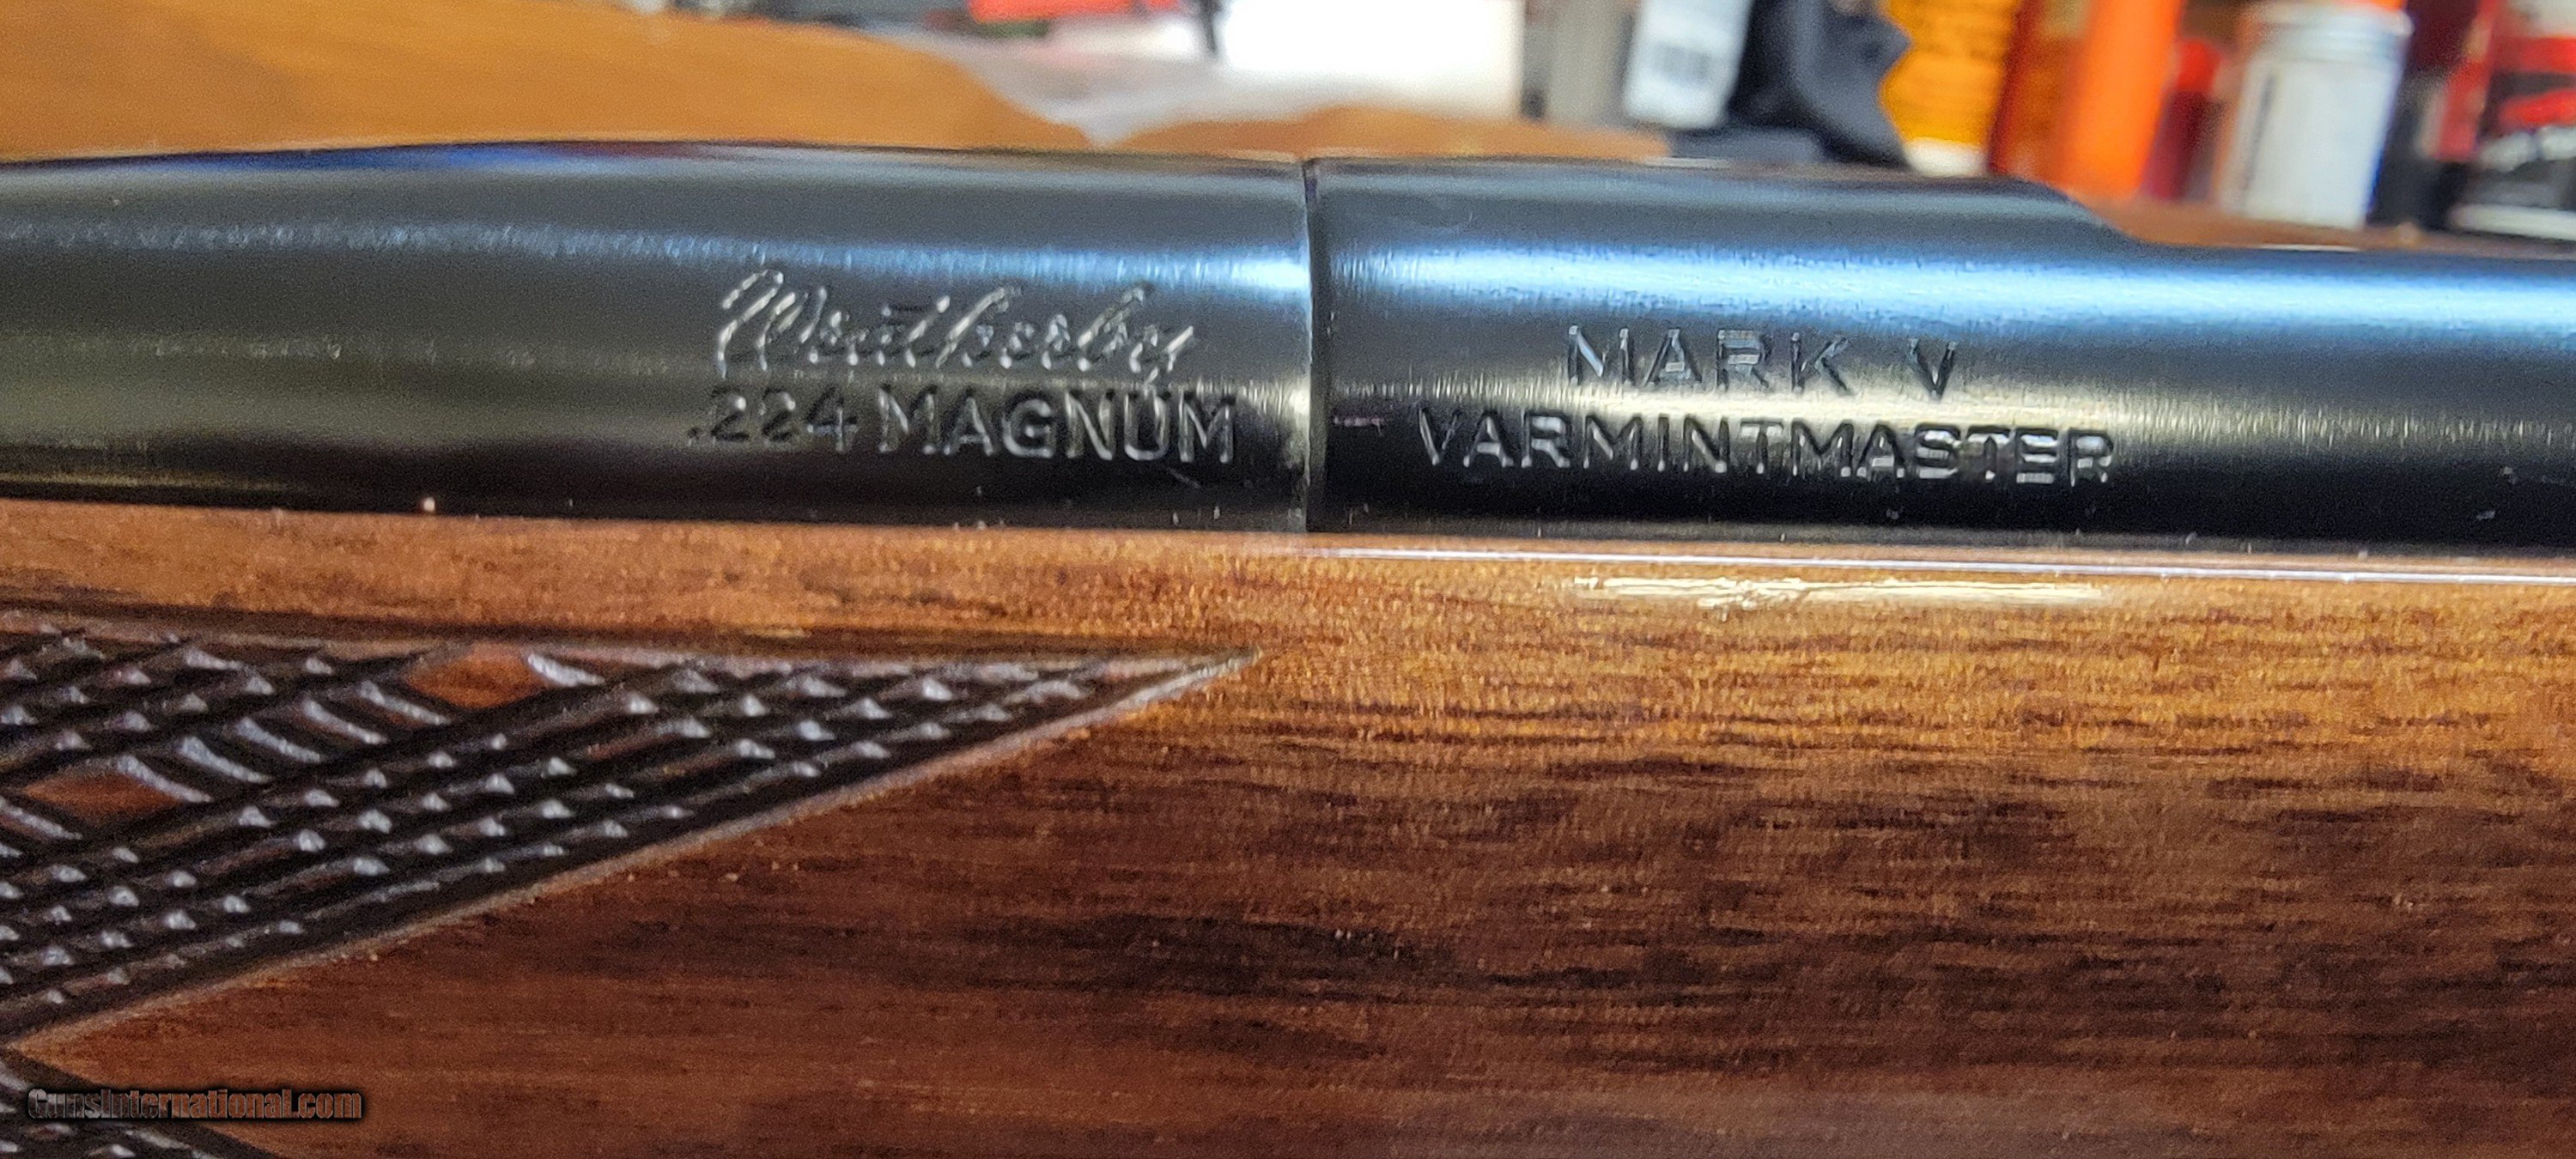 Weatherby
.224 MAGNUM
MARK V
VARMINTMASTER
GunsInternational.com